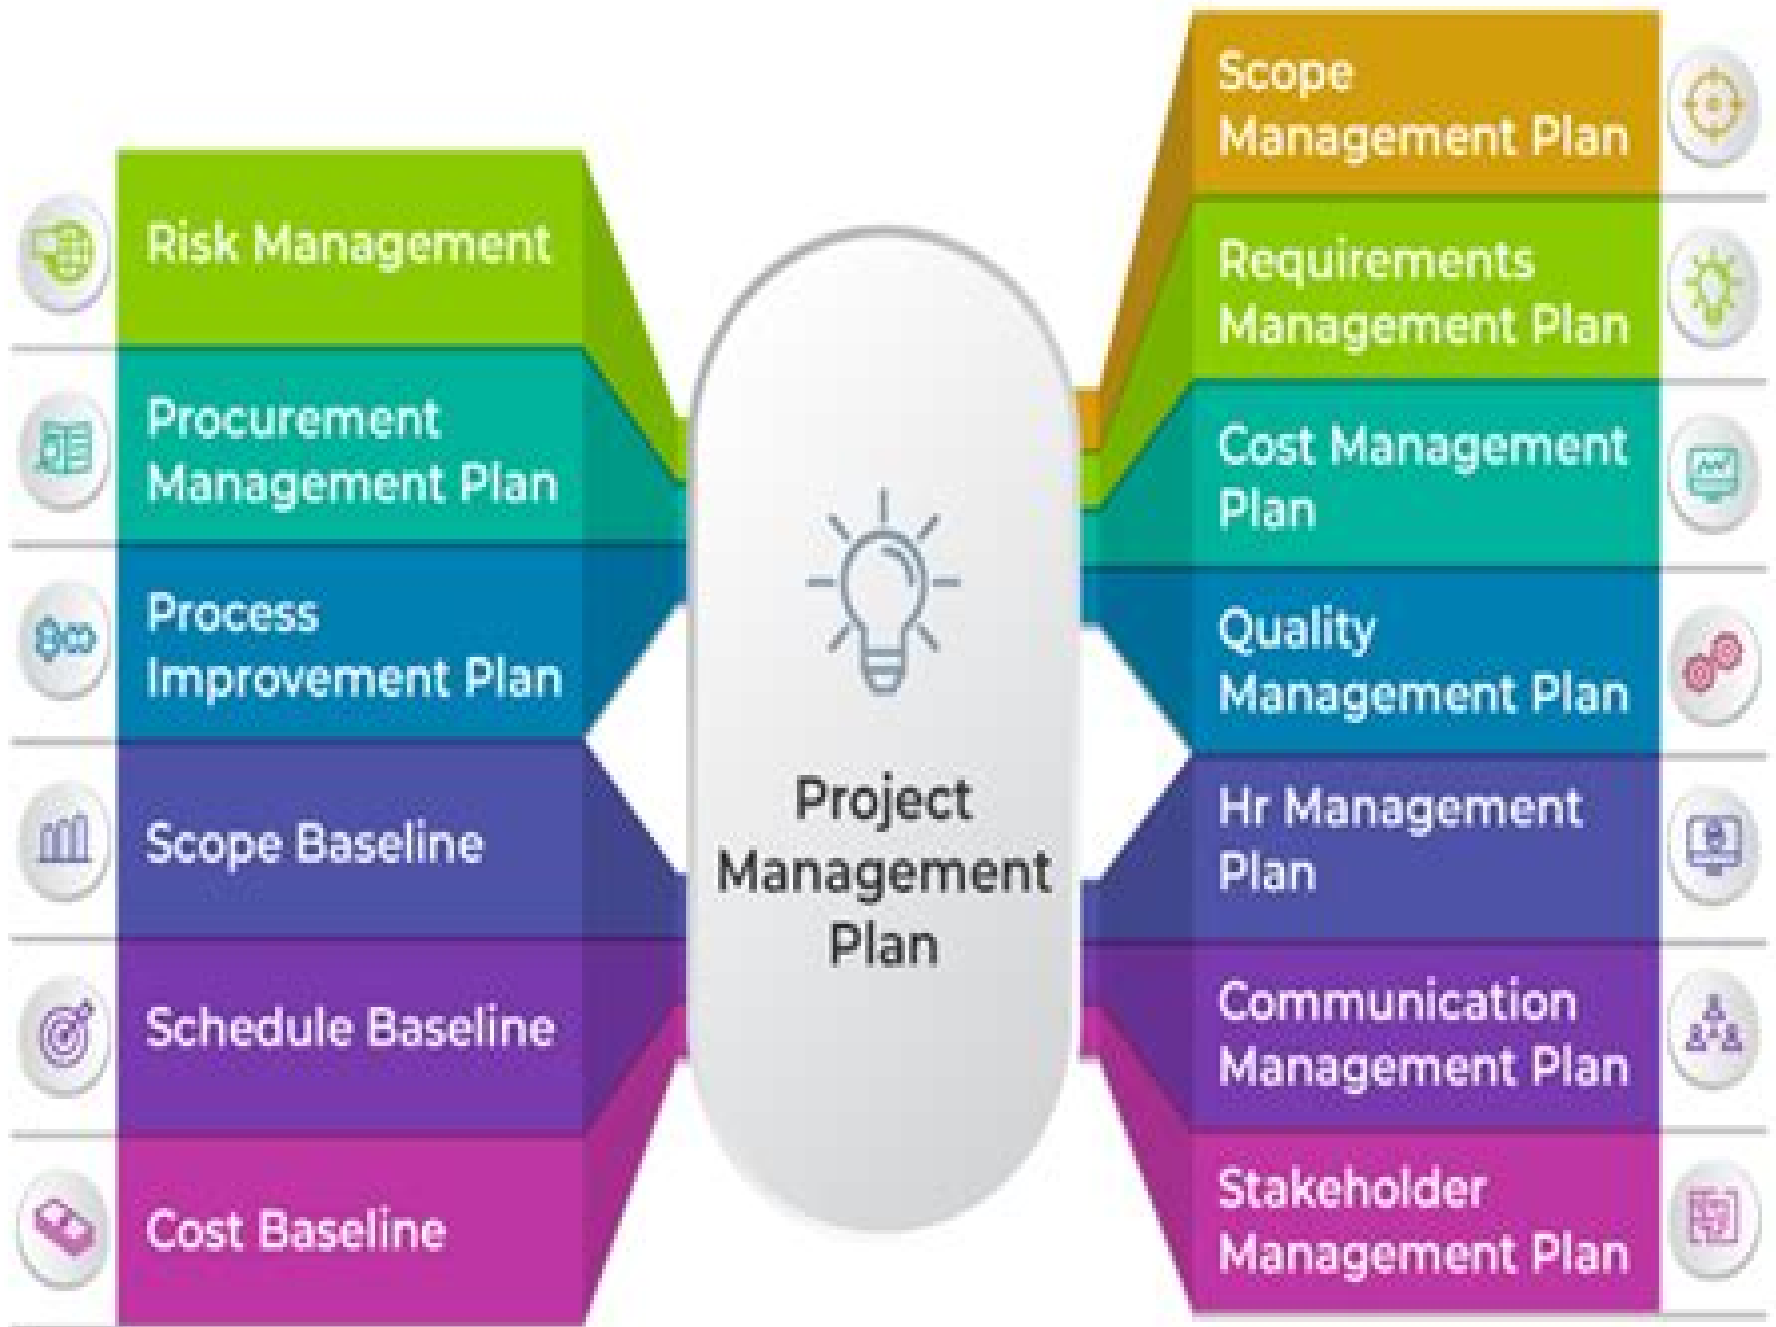 Risk Management
Procurement
Management Plan
Process
Improvement Plan
Scope Baseline
Schedule Baseline
Cost Baseline
Project
Management
Plan
Scope
Management Plan
Requirements
Management Plan
Cost Management
Plan
Quality
Management Plan
Hr Management
Plan
Communication
Management Plan
Stakeholder
Management Plan